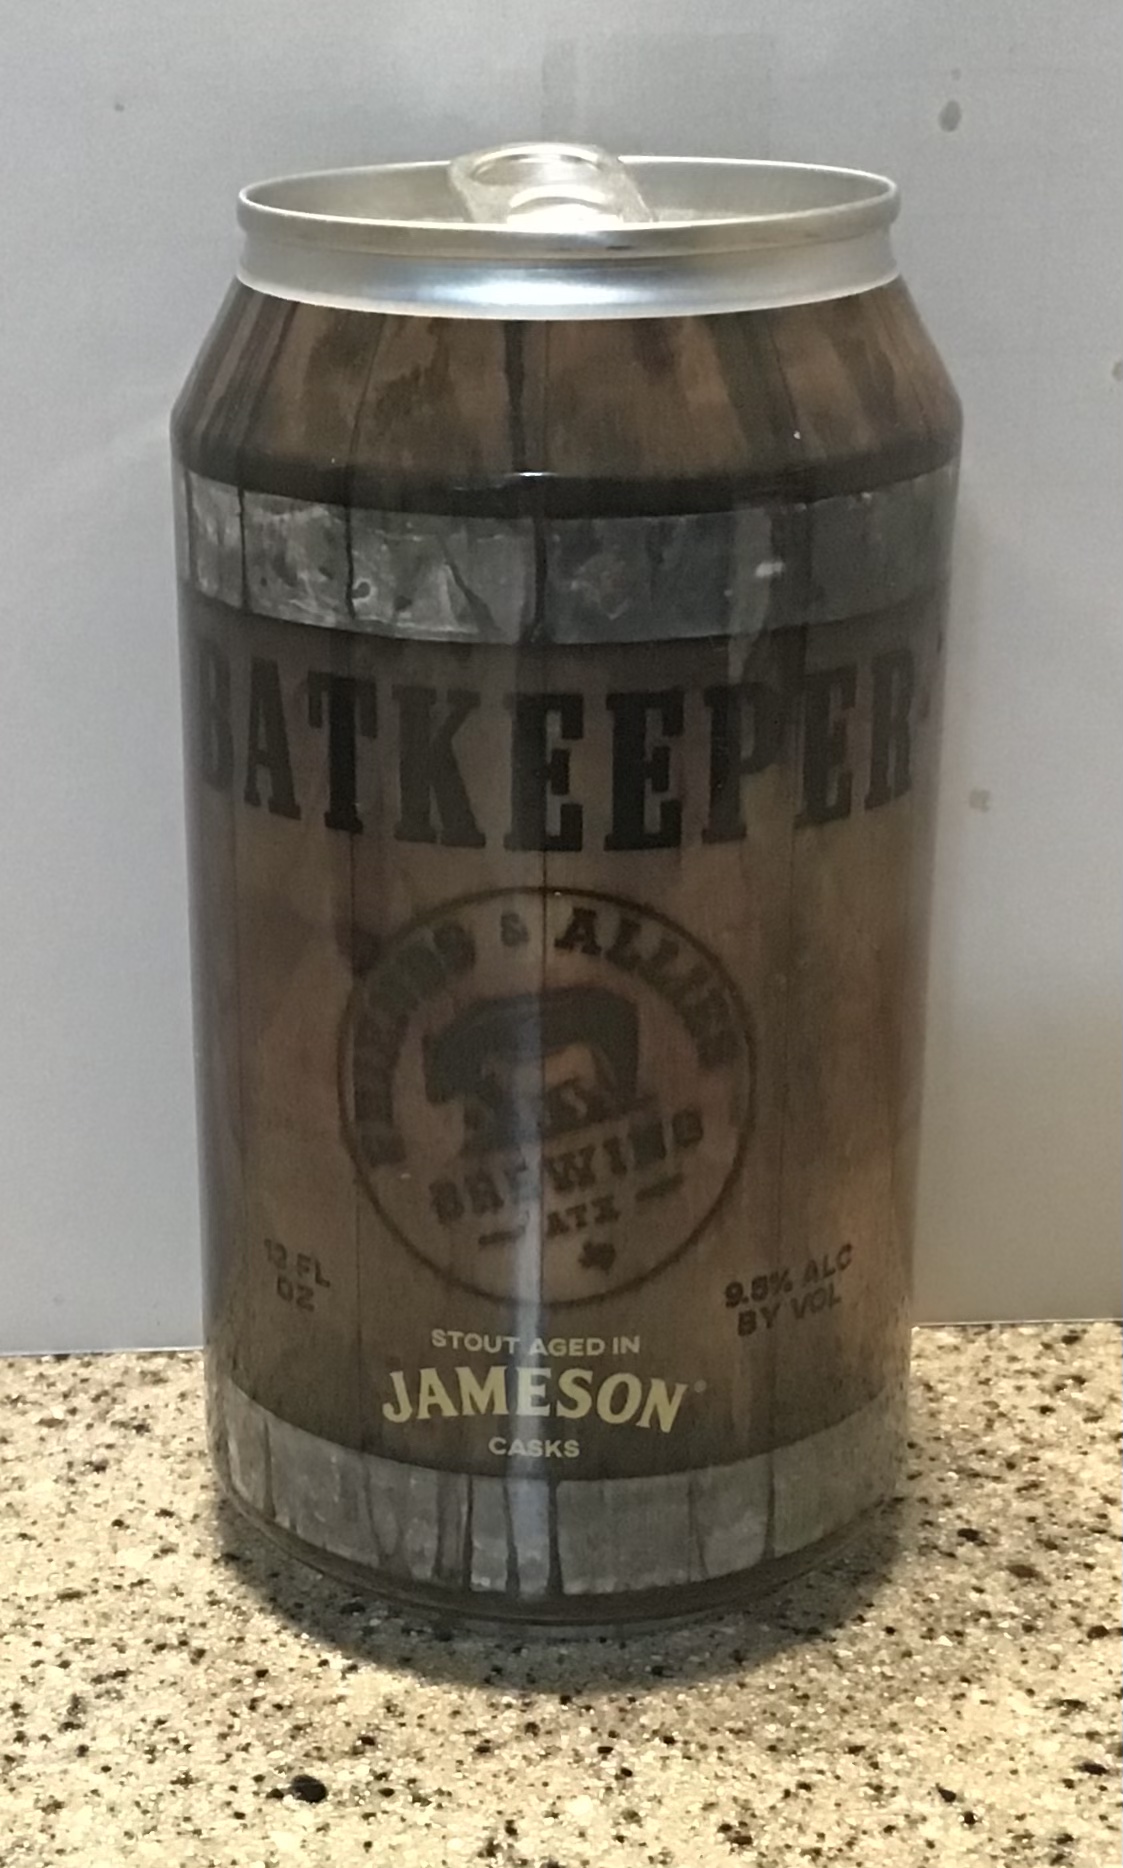 BATKEEPER'
FRIENDS & ALLIES
BREWING
ATX
12 FL
OZ
9.5% ALC
BY VOL
STOUT AGED IN
JAMESON®
CASKS